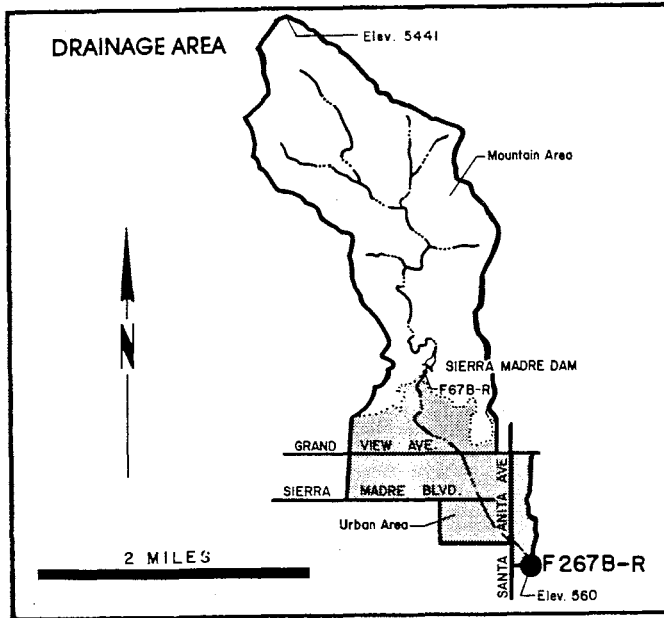 DRAINAGE AREA
Elev. 5441
Mountain Area
N
SIERRA MADRE DAM
F67B-R
GRAND VIEW AVE.
SIERRA MADRE BLVD.
SANTA ANITA AVE.
Urban Area
2 MILES
F267B-R
Elev. 560